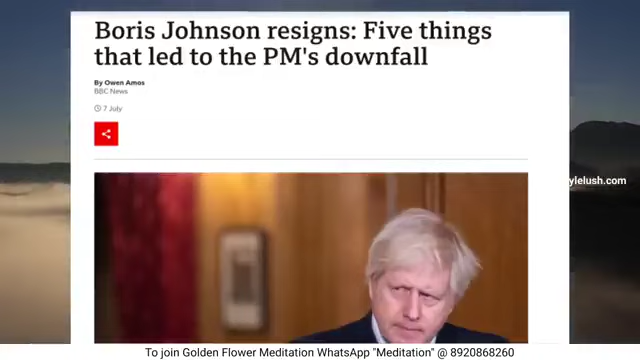 Boris Johnson resigns: Five things
that led to the PM's downfall
By Owen Amos
BBC News
7 July
ylelush.com
To join Golden Flower Meditation WhatsApp "Meditation" @ 8920868260